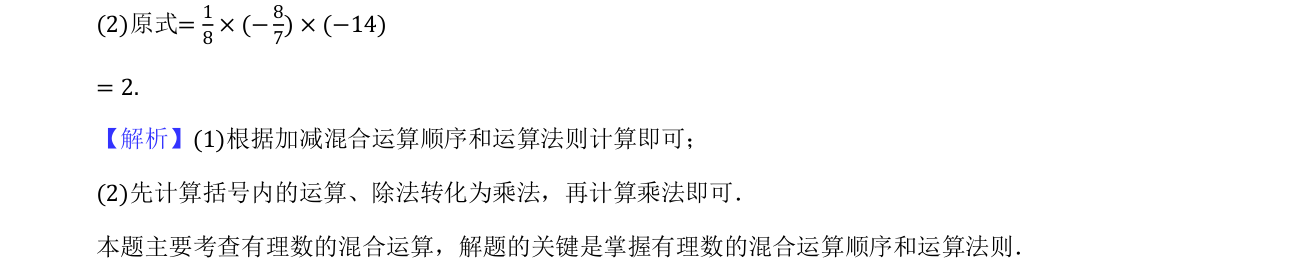 (2)原式= 1/8 × (−8/7) × (−14)
= 2.
【解析】(1)根据加减混合运算顺序和运算法则计算即可；
(2)先计算括号内的运算、除法转化为乘法，再计算乘法即可．
本题主要考查有理数的混合运算，解题的关键是掌握有理数的混合运算顺序和运算法则．